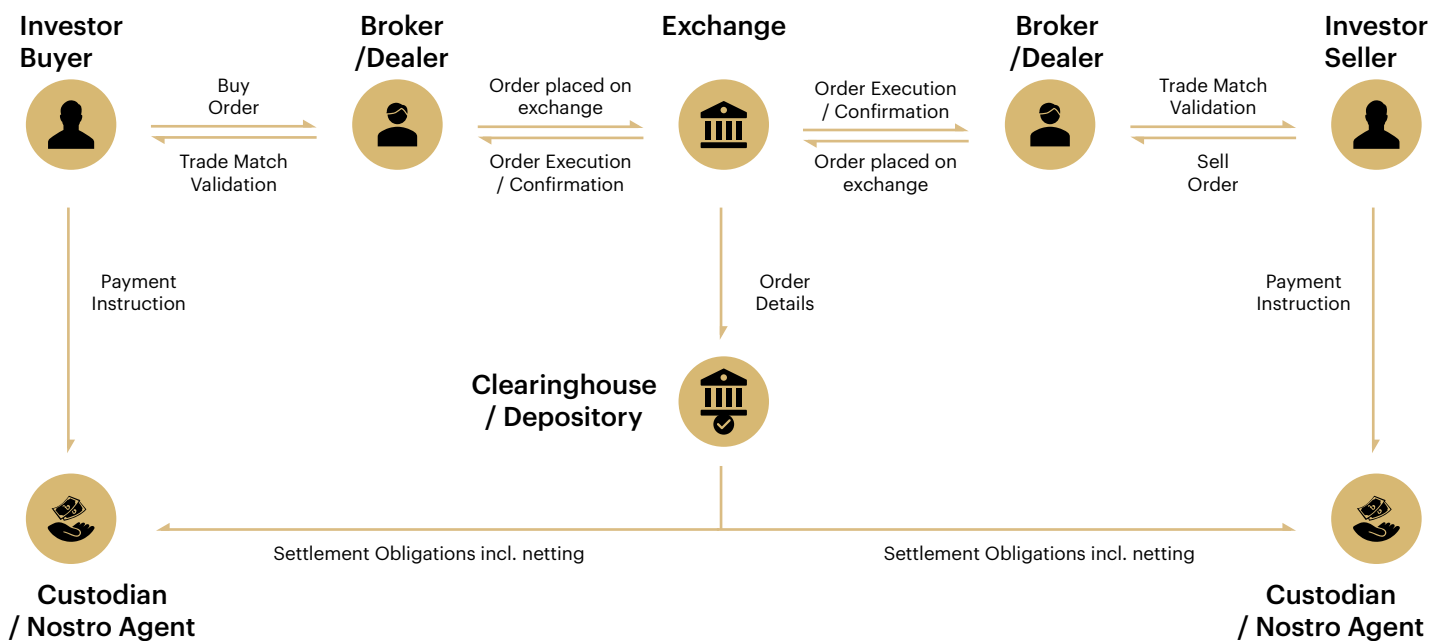 Investor
Buyer
Broker
/Dealer
Exchange
Broker
/Dealer
Investor
Seller
Buy
Order
Trade Match
Validation
Order placed on
exchange
Order Execution
/ Confirmation
Order Execution
/ Confirmation
Order placed on
exchange
Trade Match
Validation
Sell
Order
Payment
Instruction
Order
Details
Payment
Instruction
Clearinghouse
/ Depository
Settlement Obligations incl. netting
Settlement Obligations incl. netting
Custodian
/ Nostro Agent
Custodian
/ Nostro Agent